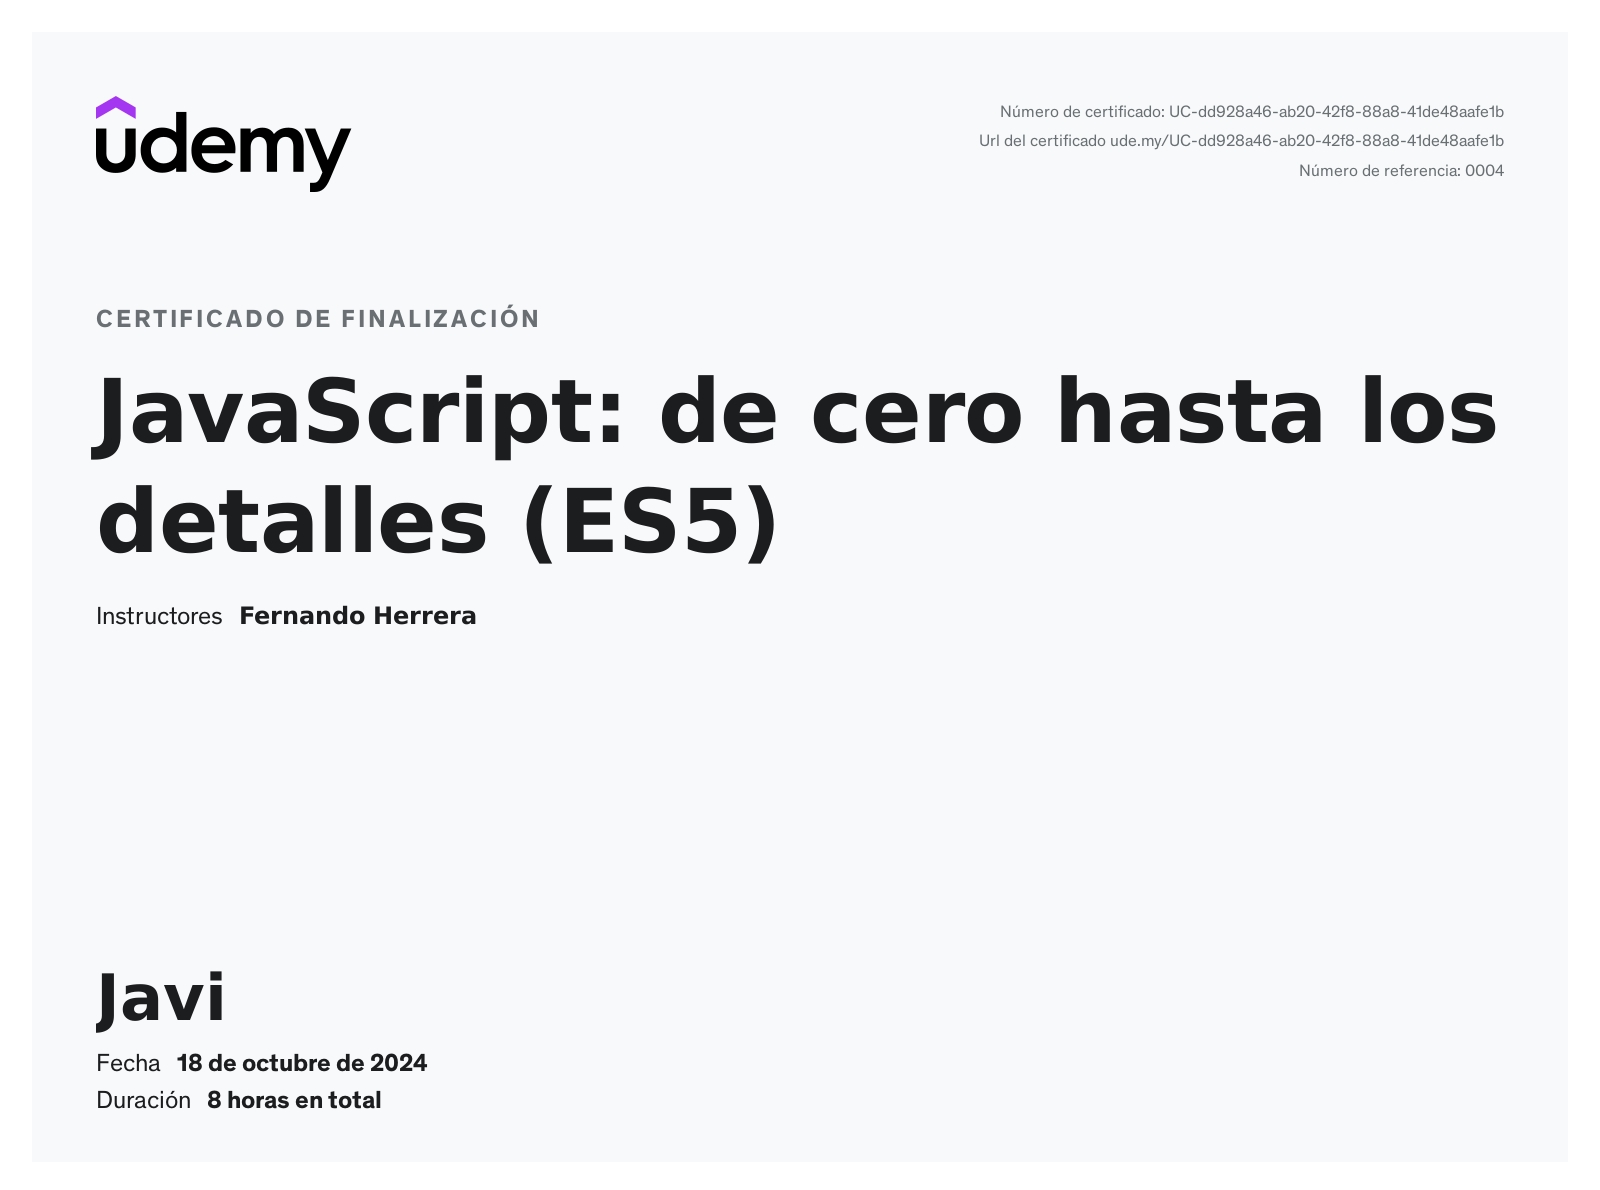 udemy
Número de certificado: UC-dd928a46-ab20-42f8-88a8-41de48aafe1b
Url del certificado ude.my/UC-dd928a46-ab20-42f8-88a8-41de48aafe1b
Número de referencia: 0004
CERTIFICADO DE FINALIZACIÓN
JavaScript: de cero hasta los
detalles (ES5)
Instructores Fernando Herrera
Javi
Fecha 18 de octubre de 2024
Duración 8 horas en total